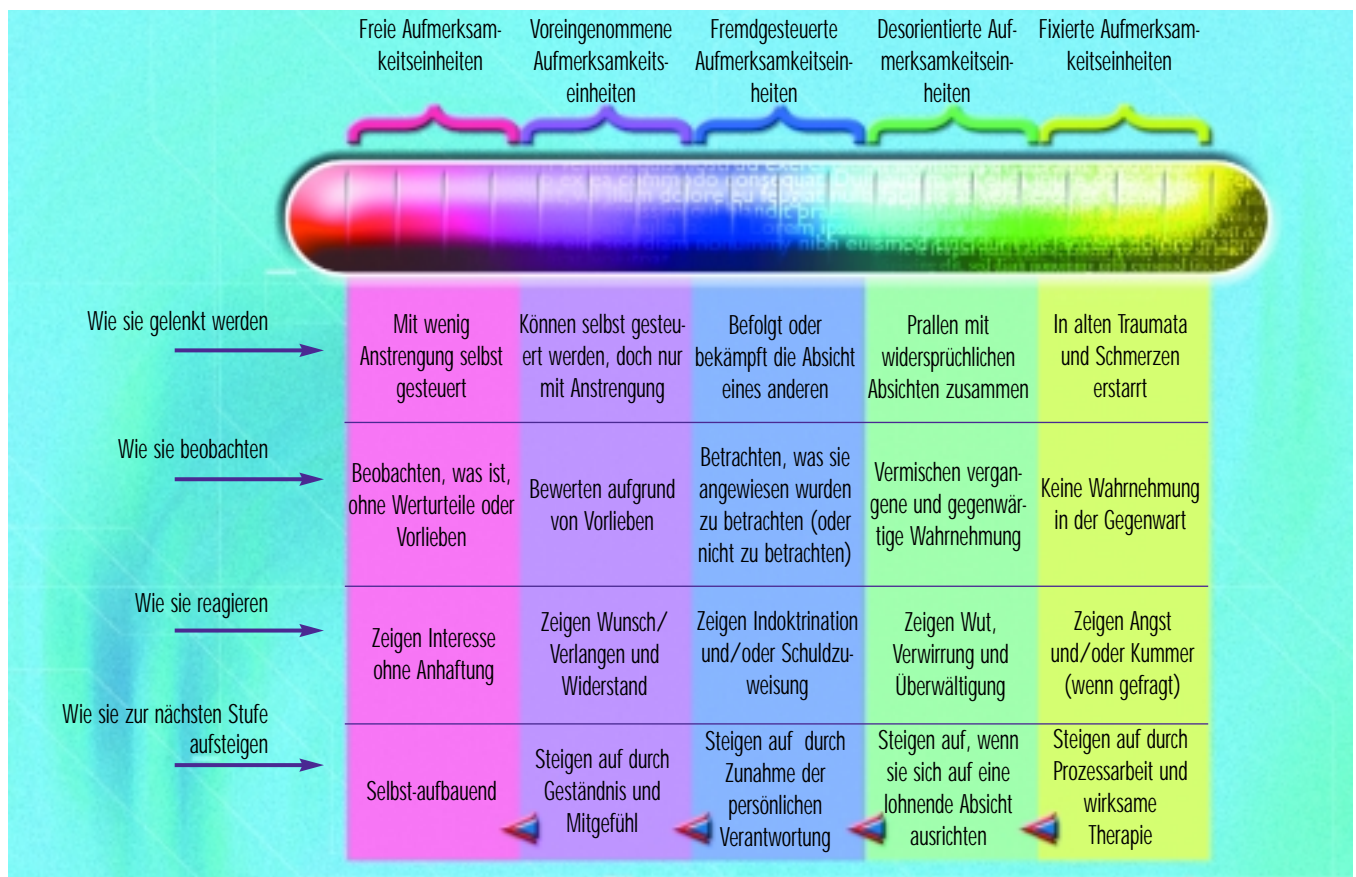 Freie Aufmerksam-
keitseinheiten
Voreingenommene
Aufmerksamkeits-
einheiten
Fremdgesteuerte
Aufmerksamkeitsein-
heiten
Desorientierte Auf-
merksamkeitsein-
heiten
Fixierte Aufmerksam-
keitseinheiten
Wie sie gelenkt werden
Mit wenig
Anstrengung selbst
gesteuert
Können selbst gesteu-
ert werden, doch nur
mit Anstrengung
Befolgt oder
bekämpft die Absicht
eines anderen
Prallen mit
widersprüchlichen
Absichten zusammen
In alten Traumata
und Schmerzen
erstarrt
Wie sie beobachten
Beobachten, was ist,
ohne Werturteile oder
Vorlieben
Bewerten aufgrund
von Vorlieben
Betrachten, was sie
angewiesen wurden
zu betrachten (oder
nicht zu betrachten)
Vermischen vergan-
gene und gegenwär-
tige Wahrnehmung
Keine Wahrnehmung
in der Gegenwart
Wie sie reagieren
Zeigen Interesse
ohne Anhaftung
Zeigen Wunsch/
Verlangen und
Widerstand
Zeigen Indoktrination
und/oder Schuldzu-
weisung
Zeigen Wut,
Verwirrung und
Überwältigung
Zeigen Angst
und/oder Kummer
(wenn gefragt)
Wie sie zur nächsten Stufe
aufsteigen
Selbst-aufbauend
Steigen auf durch
Geständnis und
Mitgefühl
Steigen auf durch
Zunahme der
persönlichen
Verantwortung
Steigen auf, wenn
sie sich auf eine
lohnende Absicht
ausrichten
Steigen auf durch
Prozessarbeit und
wirksame
Therapie